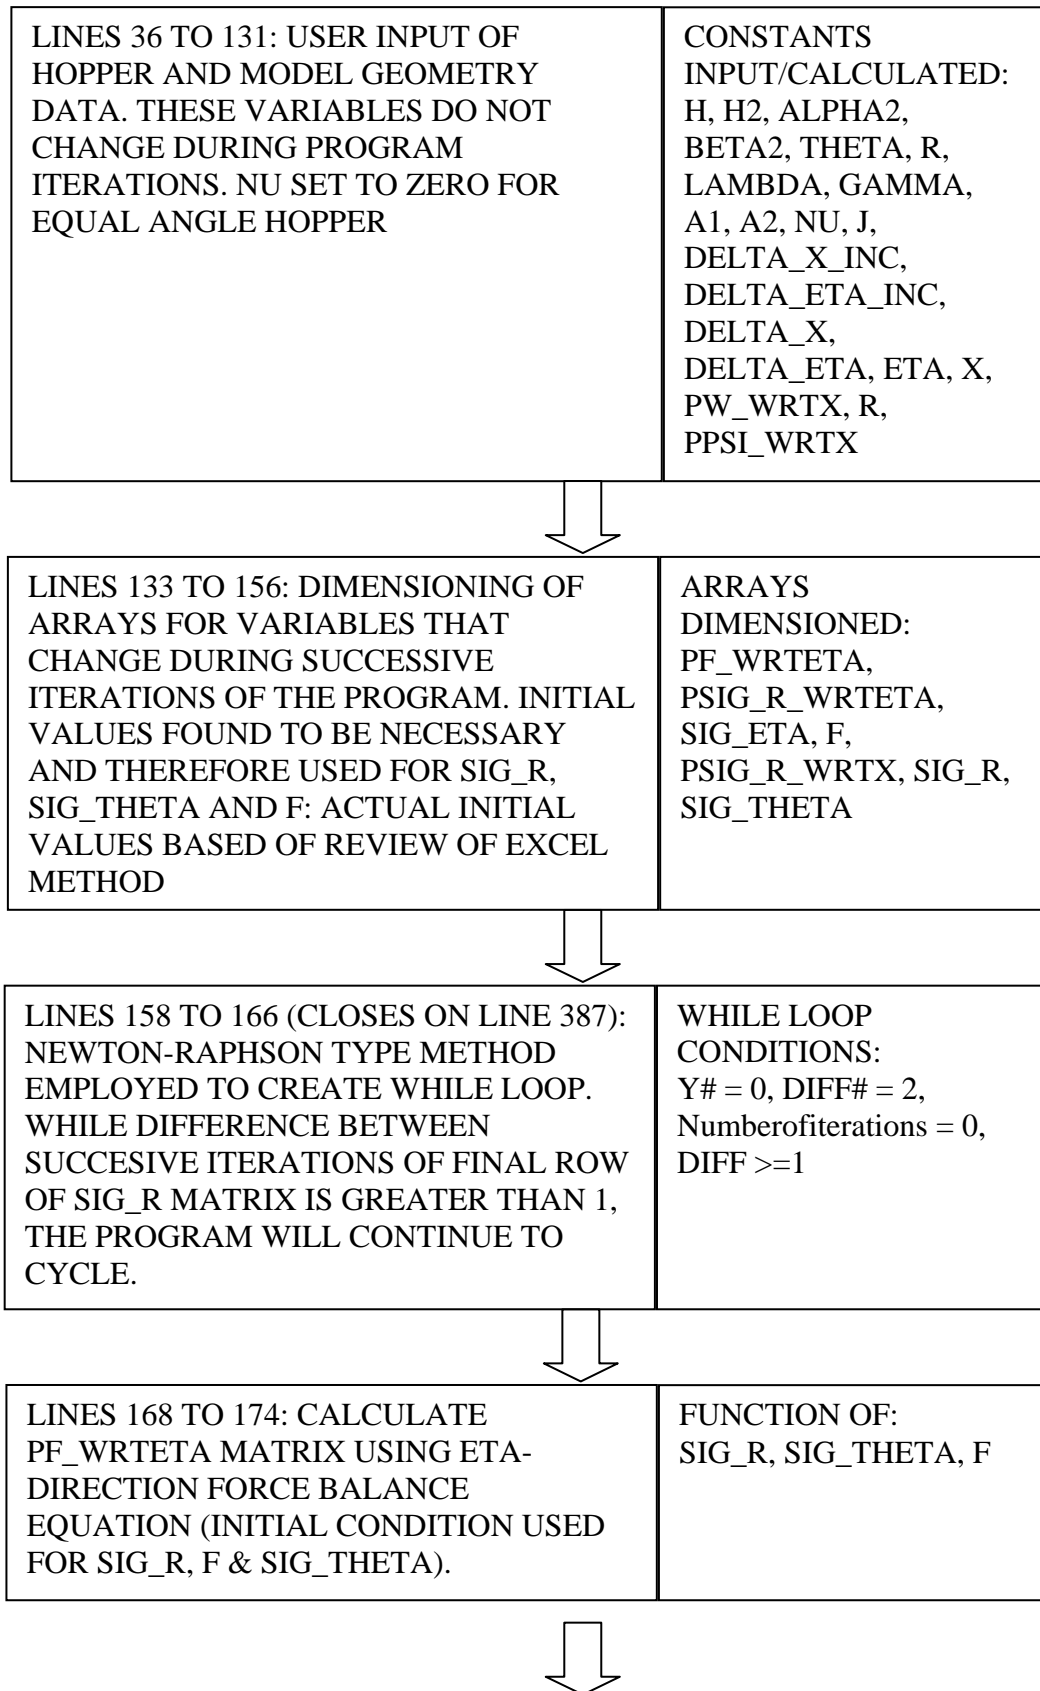 LINES 36 TO 131: USER INPUT OF
HOPPER AND MODEL GEOMETRY
DATA. THESE VARIABLES DO NOT
CHANGE DURING PROGRAM
ITERATIONS. NU SET TO ZERO FOR
EQUAL ANGLE HOPPER
CONSTANTS
INPUT/CALCULATED:
H, H2, ALPHA2,
BETA2, THETA, R,
LAMBDA, GAMMA,
A1, A2, NU, J,
DELTA_X_INC,
DELTA_ETA_INC,
DELTA_X,
DELTA_ETA, ETA, X,
PW_WRTX, R,
PPSI_WRTX
LINES 133 TO 156: DIMENSIONING OF
ARRAYS FOR VARIABLES THAT
CHANGE DURING SUCCESSIVE
ITERATIONS OF THE PROGRAM. INITIAL
VALUES FOUND TO BE NECESSARY
AND THEREFORE USED FOR SIG_R,
SIG_THETA AND F: ACTUAL INITIAL
VALUES BASED OF REVIEW OF EXCEL
METHOD
ARRAYS
DIMENSIONED:
PF_WRTETA,
PSIG_R_WRTETA,
SIG_ETA, F,
PSIG_R_WRTX, SIG_R,
SIG_THETA
LINES 158 TO 166 (CLOSES ON LINE 387):
NEWTON-RAPHSON TYPE METHOD
EMPLOYED TO CREATE WHILE LOOP.
WHILE DIFFERENCE BETWEEN
SUCCESIVE ITERATIONS OF FINAL ROW
OF SIG_R MATRIX IS GREATER THAN 1,
THE PROGRAM WILL CONTINUE TO
CYCLE.
WHILE LOOP
CONDITIONS:
Y# = 0, DIFF# = 2,
Numberofiterations = 0,
DIFF >=1
LINES 168 TO 174: CALCULATE
PF_WRTETA MATRIX USING ETA-
DIRECTION FORCE BALANCE
EQUATION (INITIAL CONDITION USED
FOR SIG_R, F & SIG_THETA).
FUNCTION OF:
SIG_R, SIG_THETA, F